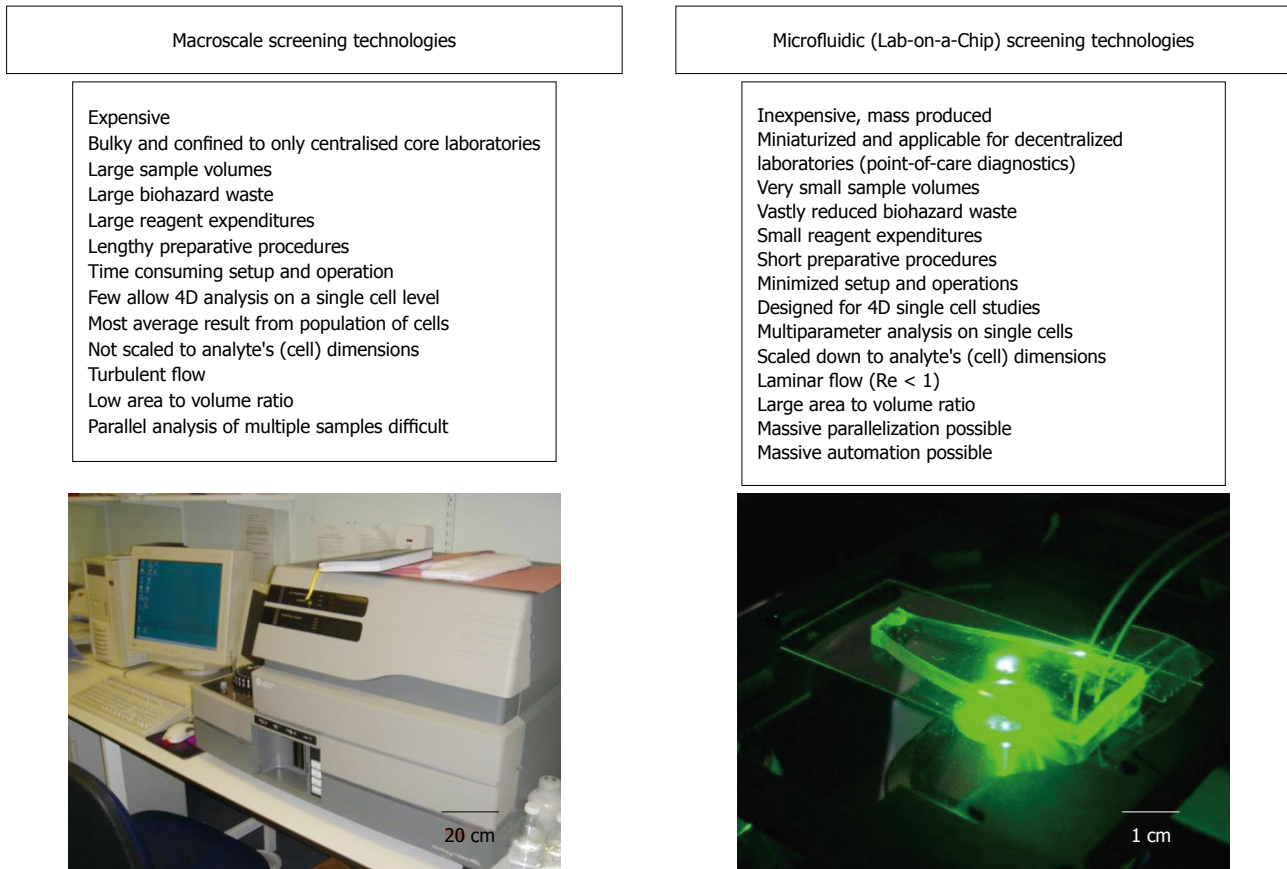 Macroscale screening technologies
Expensive
Bulky and confined to only centralised core laboratories
Large sample volumes
Large biohazard waste
Large reagent expenditures
Lengthy preparative procedures
Time consuming setup and operation
Few allow 4D analysis on a single cell level
Most average result from population of cells
Not scaled to analyte's (cell) dimensions
Turbulent flow
Low area to volume ratio
Parallel analysis of multiple samples difficult
20 cm
Microfluidic (Lab-on-a-Chip) screening technologies
Inexpensive, mass produced
Miniaturized and applicable for decentralized
laboratories (point-of-care diagnostics)
Very small sample volumes
Vastly reduced biohazard waste
Small reagent expenditures
Short preparative procedures
Minimized setup and operations
Designed for 4D single cell studies
Multiparameter analysis on single cells
Scaled down to analyte's (cell) dimensions
Laminar flow (Re < 1)
Large area to volume ratio
Massive parallelization possible
Massive automation possible
1 cm